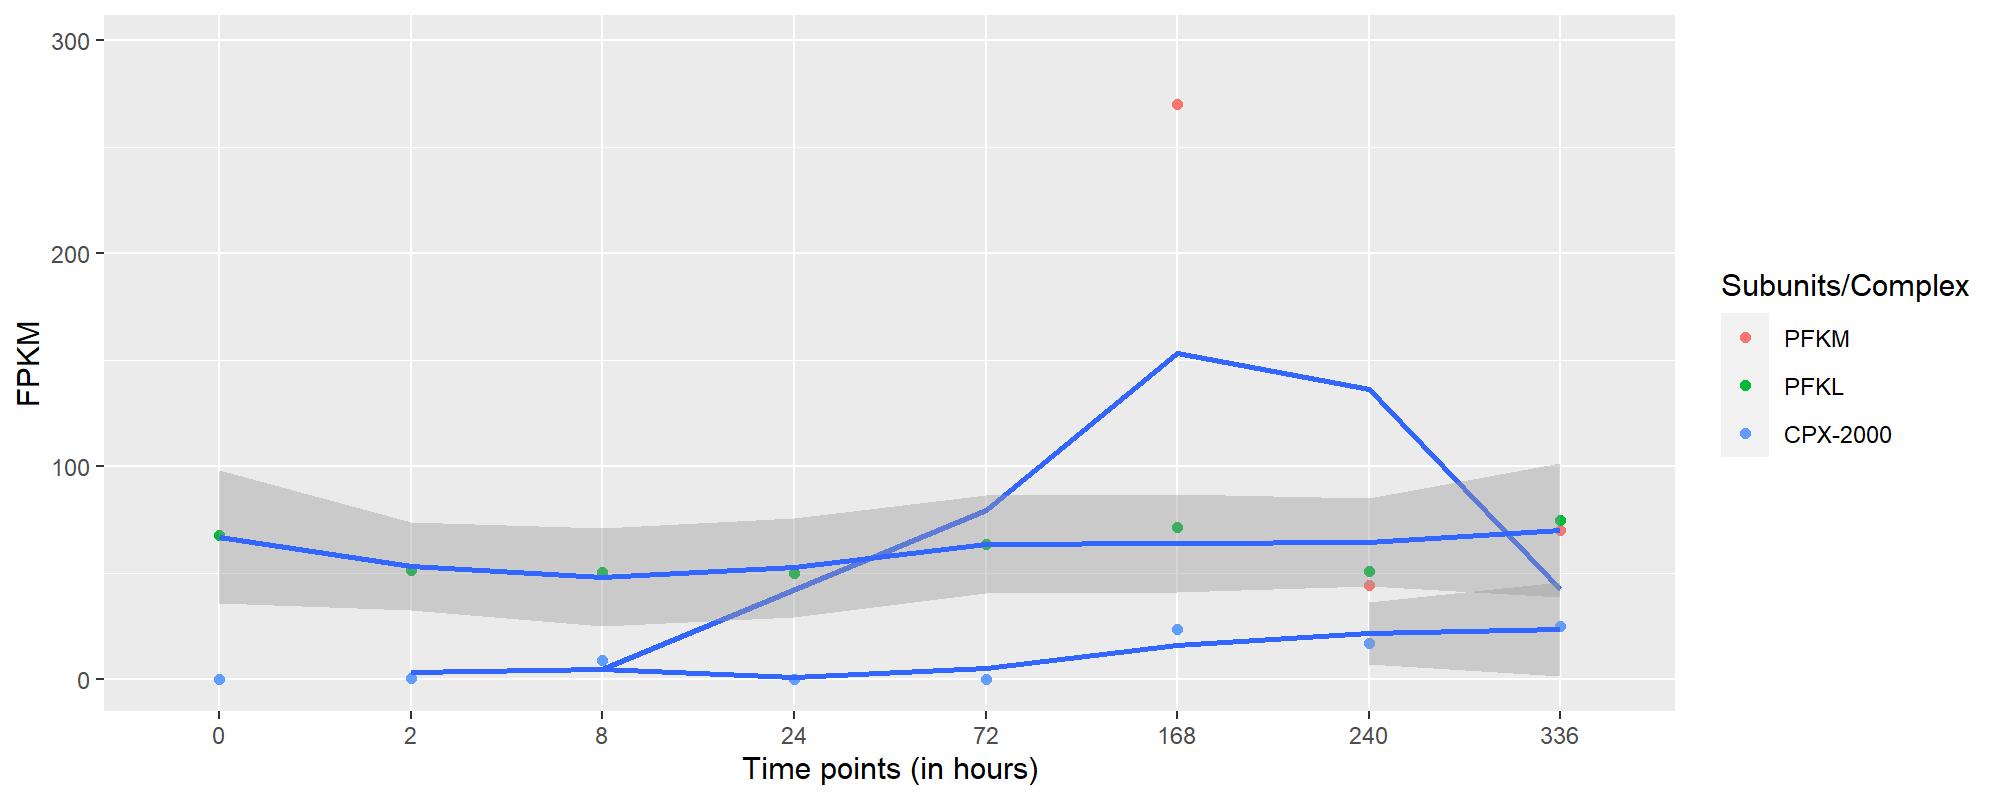 300
200
100
0
FPKM
0 2 8 24 72 168 240 336
Time points (in hours)
Subunits/Complex
PFKM
PFKL
CPX-2000